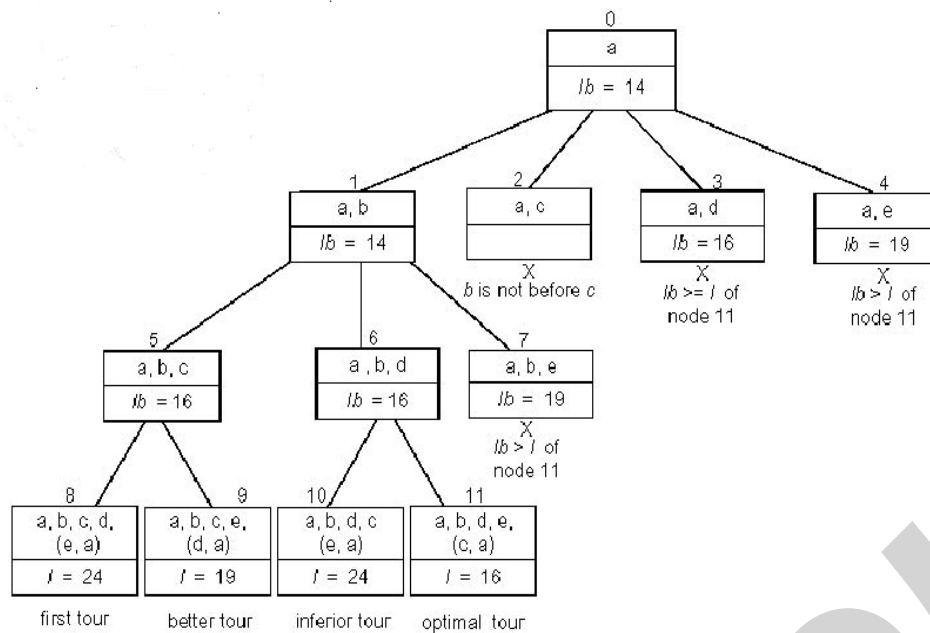 0
a
lb = 14
1
2
3
4
a, b
a, c
a, d
a, e
lb = 14
lb = 16
lb = 19
X
X
X
b is not before c
lb >= l of
node 11
lb > l of
node 11
5
6
7
a, b, c
a , b, d
a, b, e
lb = 16
lb = 16
lb = 19
X
lb > l of
node 11
8
9
10
11
a, b, c, d,
(e, a)
a, b, c, e,
(d, a)
a, b, d, c
(e, a)
a, b, d, e,
(c, a)
l = 24
l = 19
l = 24
l = 16
first tour
better tour
inferior tour
optimal tour